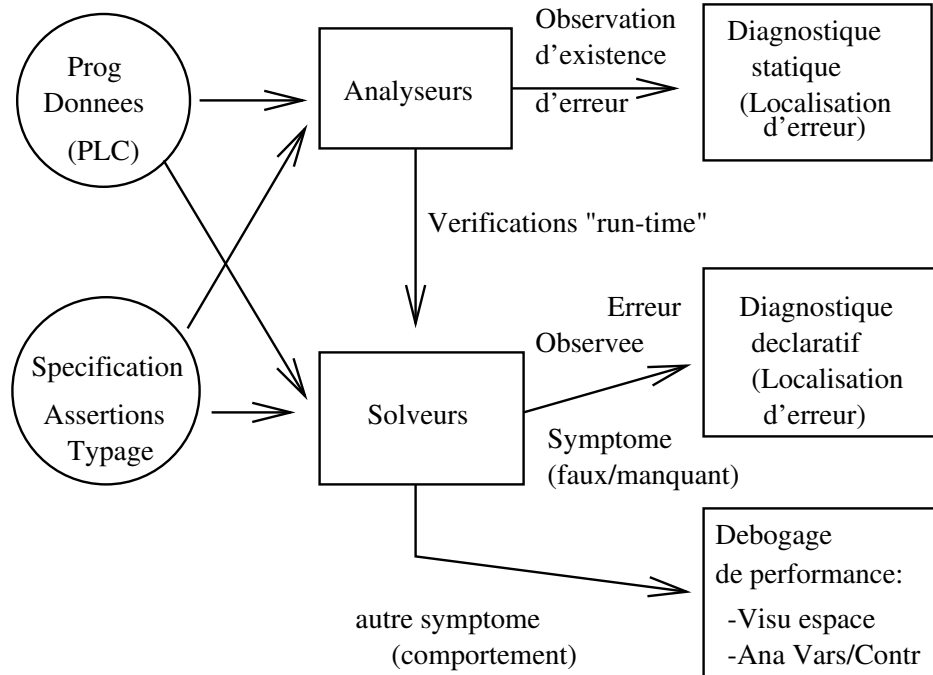 Prog
Donnees
(PLC)
Analyseurs
Observation
d'existence
d'erreur
Diagnostique
statique
(Localisation
d'erreur)
Verifications "run-time"
Specification
Assertions
Typage
Solveurs
Erreur
Observee
Symptome
(faux/manquant)
Diagnostique
declaratif
(Localisation
d'erreur)
autre symptome
(comportement)
Debogage
de performance:
-Visu espace
-Ana Vars/Contr